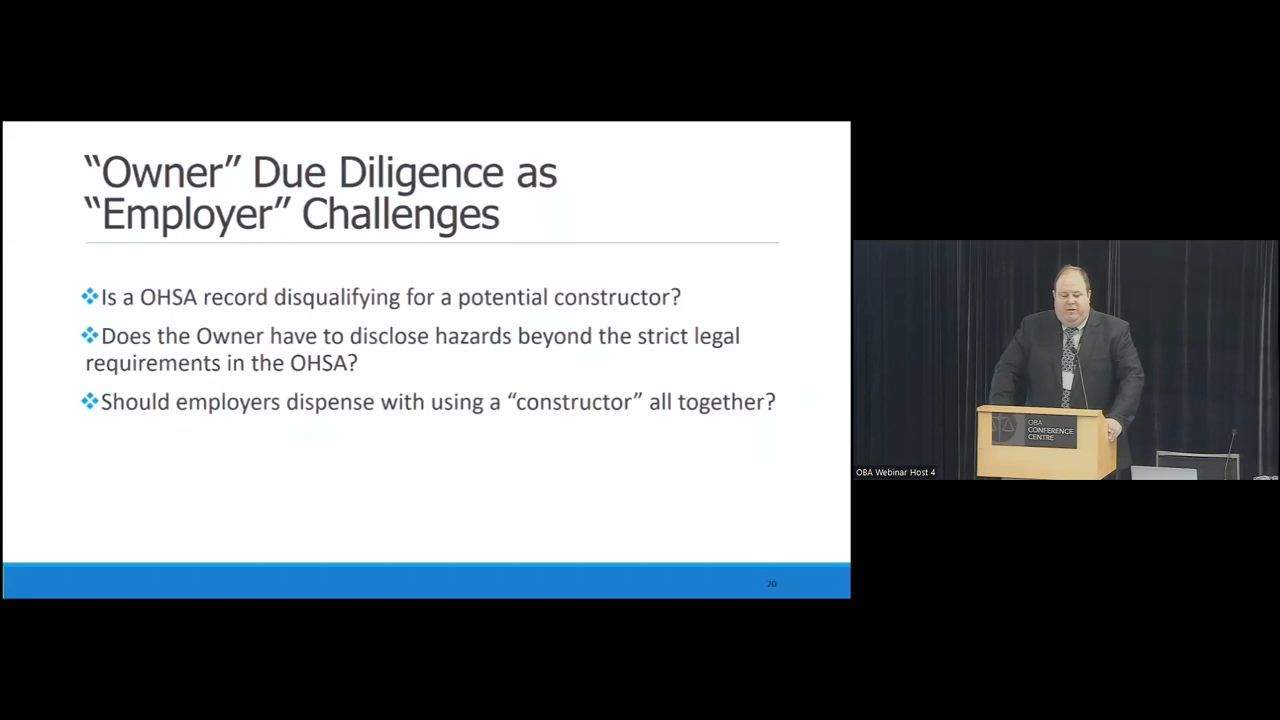 “Owner” Due Diligence as
“Employer” Challenges
Is a OHSA record disqualifying for a potential constructor?
Does the Owner have to disclose hazards beyond the strict legal
requirements in the OHSA?
Should employers dispense with using a “constructor” all together?
20
OBA
CONFERENCE
CENTRE
OBA Webinar Host 4